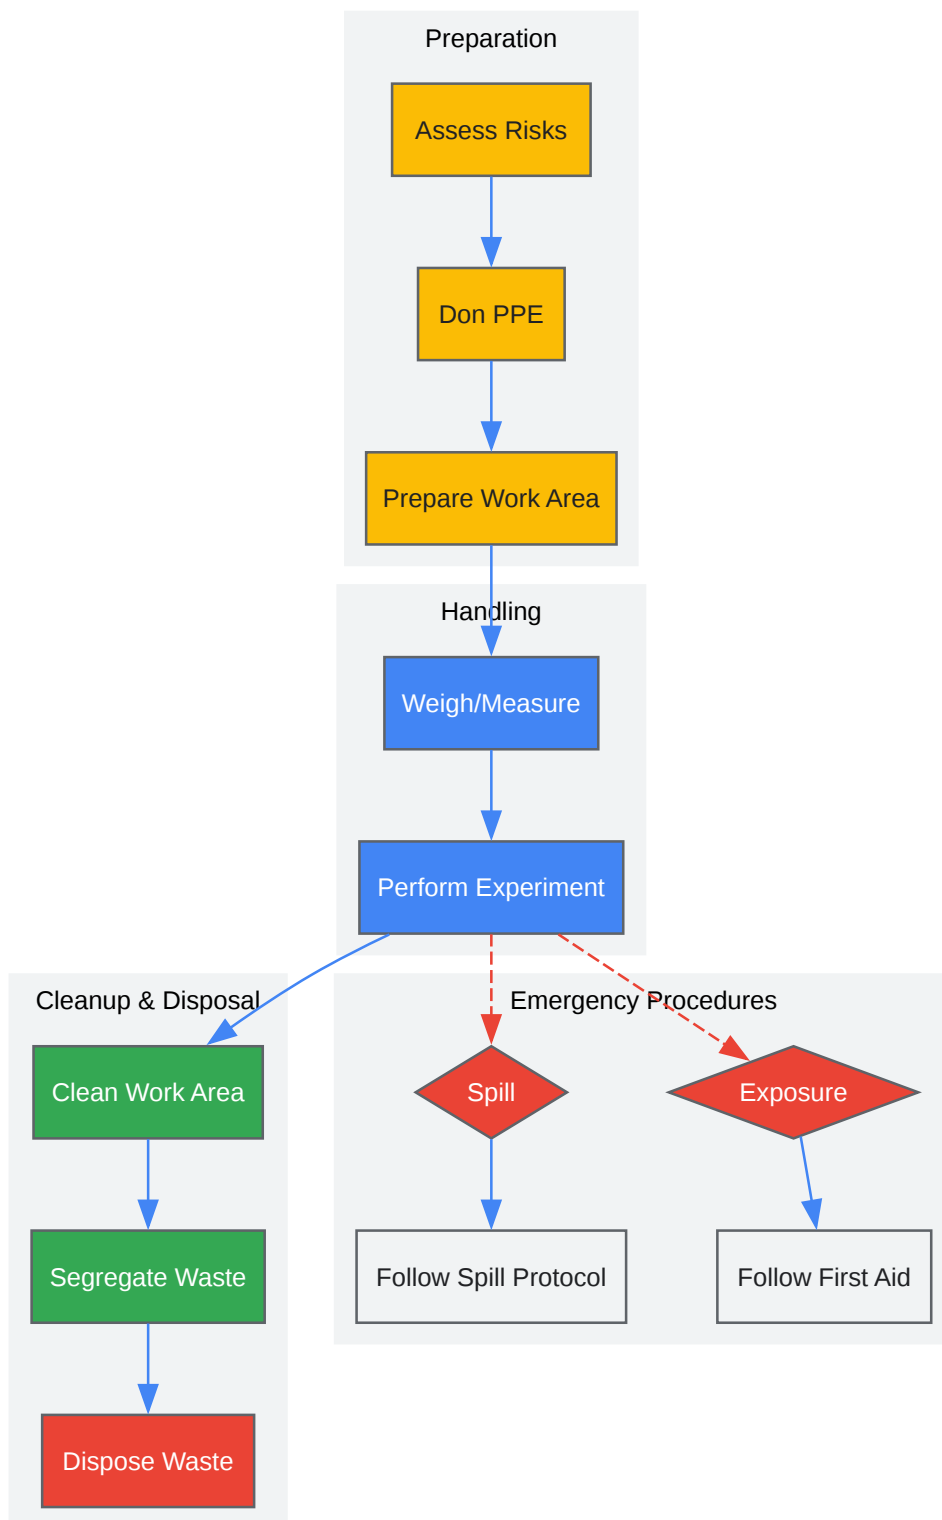 Preparation
Assess Risks
Don PPE
Prepare Work Area
Handling
Weigh/Measure
Perform Experiment
Cleanup & Disposal
Clean Work Area
Segregate Waste
Dispose Waste
Emergency Procedures
Spill
Exposure
Follow Spill Protocol
Follow First Aid